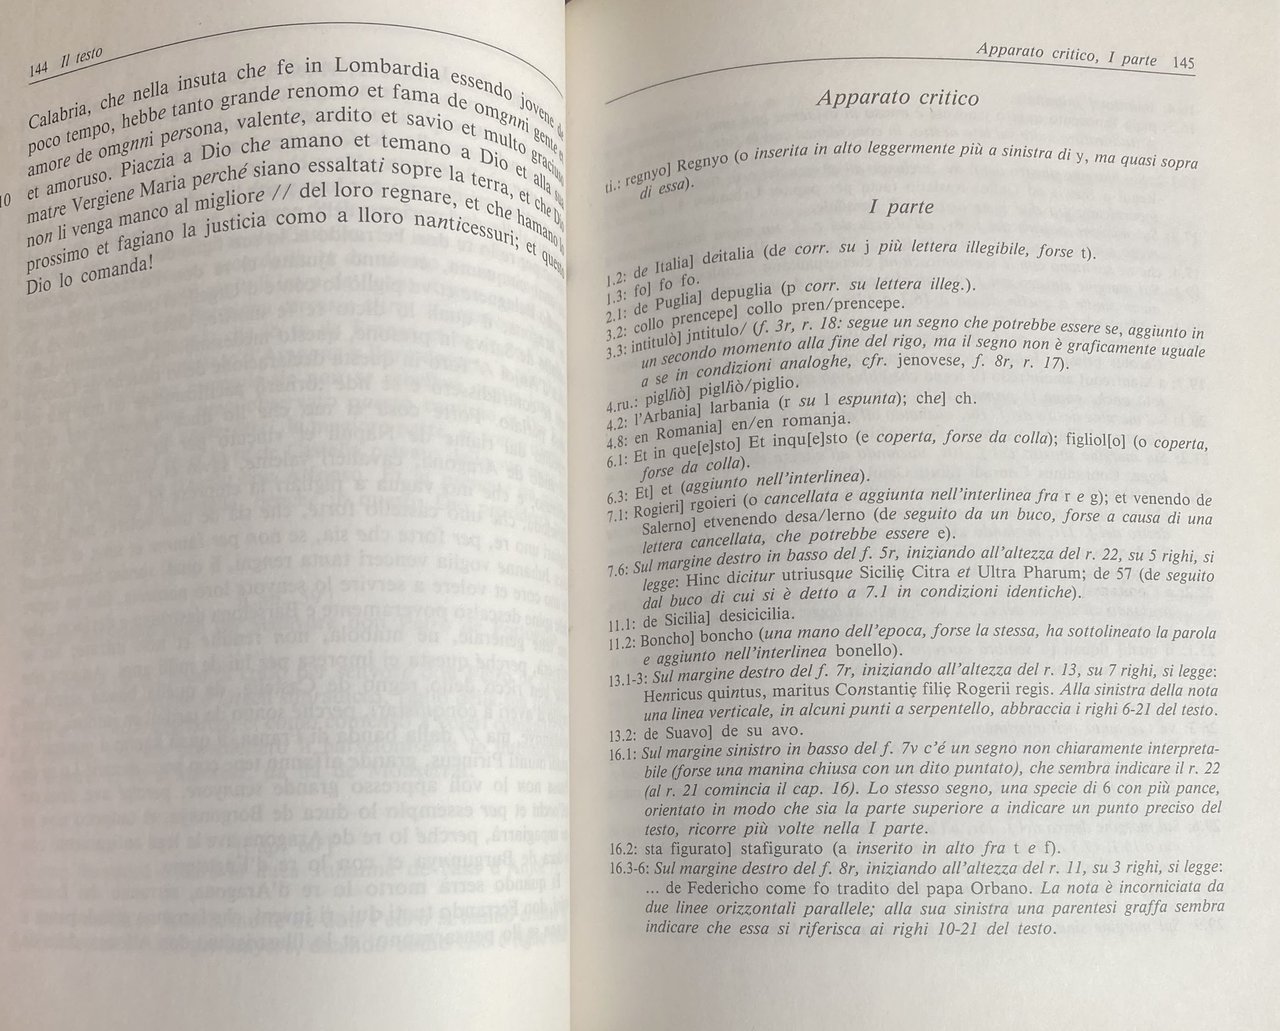 144 Il testo
Calabria, che nella insuta che fe in Lombardia essendo jovene de
poco tempo, hebbe tanto grande renomo et fama de omgnni gente et
amore de omgnni persona, valente, ardito et savio et multo graciuso
et amoruso. Piaczia a Dio che amano et temano a Dio et alla sua
10 matre Vergiene Maria perché siano essaltati sopre la terra, et che Dio
non li venga manco al migliore // del loro regnare, et che hamano lo
prossimo et fagiano la justicia como a lloro nanticessuri; et questo
Dio lo comanda!
Apparato critico, I parte 145
Apparato critico
ti.: regnyo] Regnyo (o inserita in alto leggermente più a sinistra di y, ma quasi sopra
di essa).
I parte
1.2: de Italia] deitalia (de corr. su j più lettera illegibile, forse t).
1.3: fo] fo fo.
2.1: de Puglia] depuglia (p corr. su lettera illeg.).
3.2: collo prencepe] collo pren/prencepe.
3.3: intitulò] jntitulo/ (f. 3r, r. 18: segue un segno che potrebbe essere se, aggiunto in
un secondo momento alla fine del rigo, ma il segno non è graficamente uguale
a se in condizioni analoghe, cfr. jenovese, f. 8r, r. 17).
4.ru.: pigl/iò] pigl/iò/piglio.
4.2: l'Arbania] larbania (r su l espunta); che] ch.
4.8: en Romania] en/en romanja.
6.1: Et in que[e]sto] Et inqu[e]sto (e coperta, forse da colla); figliol[o] (o coperta,
forse da colla).
6.3: Et] et (aggiunto nell'interlinea).
7.1: Rogieri] rgoieri (o cancellata e aggiunta nell'interlinea fra r e g); et venendo de
Salerno] etvenendo desa/lerno (de seguito da un buco, forse a causa di una
lettera cancellata, che potrebbe essere e).
7.6: Sul margine destro in basso del f. 5r, iniziando all'altezza del r. 22, su 5 righi, si
legge: Hinc dicitur utriusque Sicilię Citra et Ultra Pharum; de 57 (de seguito
dal buco di cui si è detto a 7.1 in condizioni identiche).
11.1: de Sicilia] desicicilia.
11.2: Boncho] boncho (una mano dell'epoca, forse la stessa, ha sottolineato la parola
e aggiunto nell'interlinea bonello).
13.1-3: Sul margine destro del f. 7r, iniziando all'altezza del r. 13, su 7 righi, si legge:
Henricus quintus, maritus Constantię filię Rogerii regis. Alla sinistra della nota
una linea verticale, in alcuni punti a serpentello, abbraccia i righi 6-21 del testo.
13.2: de Suavo] de su avo.
16.1: Sul margine sinistro in basso del f. 7v c'é un segno non chiaramente interpreta-
bile (forse una manina chiusa con un dito puntato), che sembra indicare il r. 22
(al r. 21 comincia il cap. 16). Lo stesso segno, una specie di 6 con più pance,
orientato in modo che sia la parte superiore a indicare un punto preciso del
testo, ricorre più volte nella I parte.
16.2: sta figurato] stafigurato (a inserito in alto fra t e f).
16.3-6: Sul margine destro del f. 8r, iniziando all'altezza del r. 11, su 3 righi, si legge:
... de Federicho come fo tradito del papa Orbano. La nota è incorniciata da
due linee orizzontali parallele; alla sua sinistra una parentesi graffa sembra
indicare che essa si riferisca ai righi 10-21 del testo.